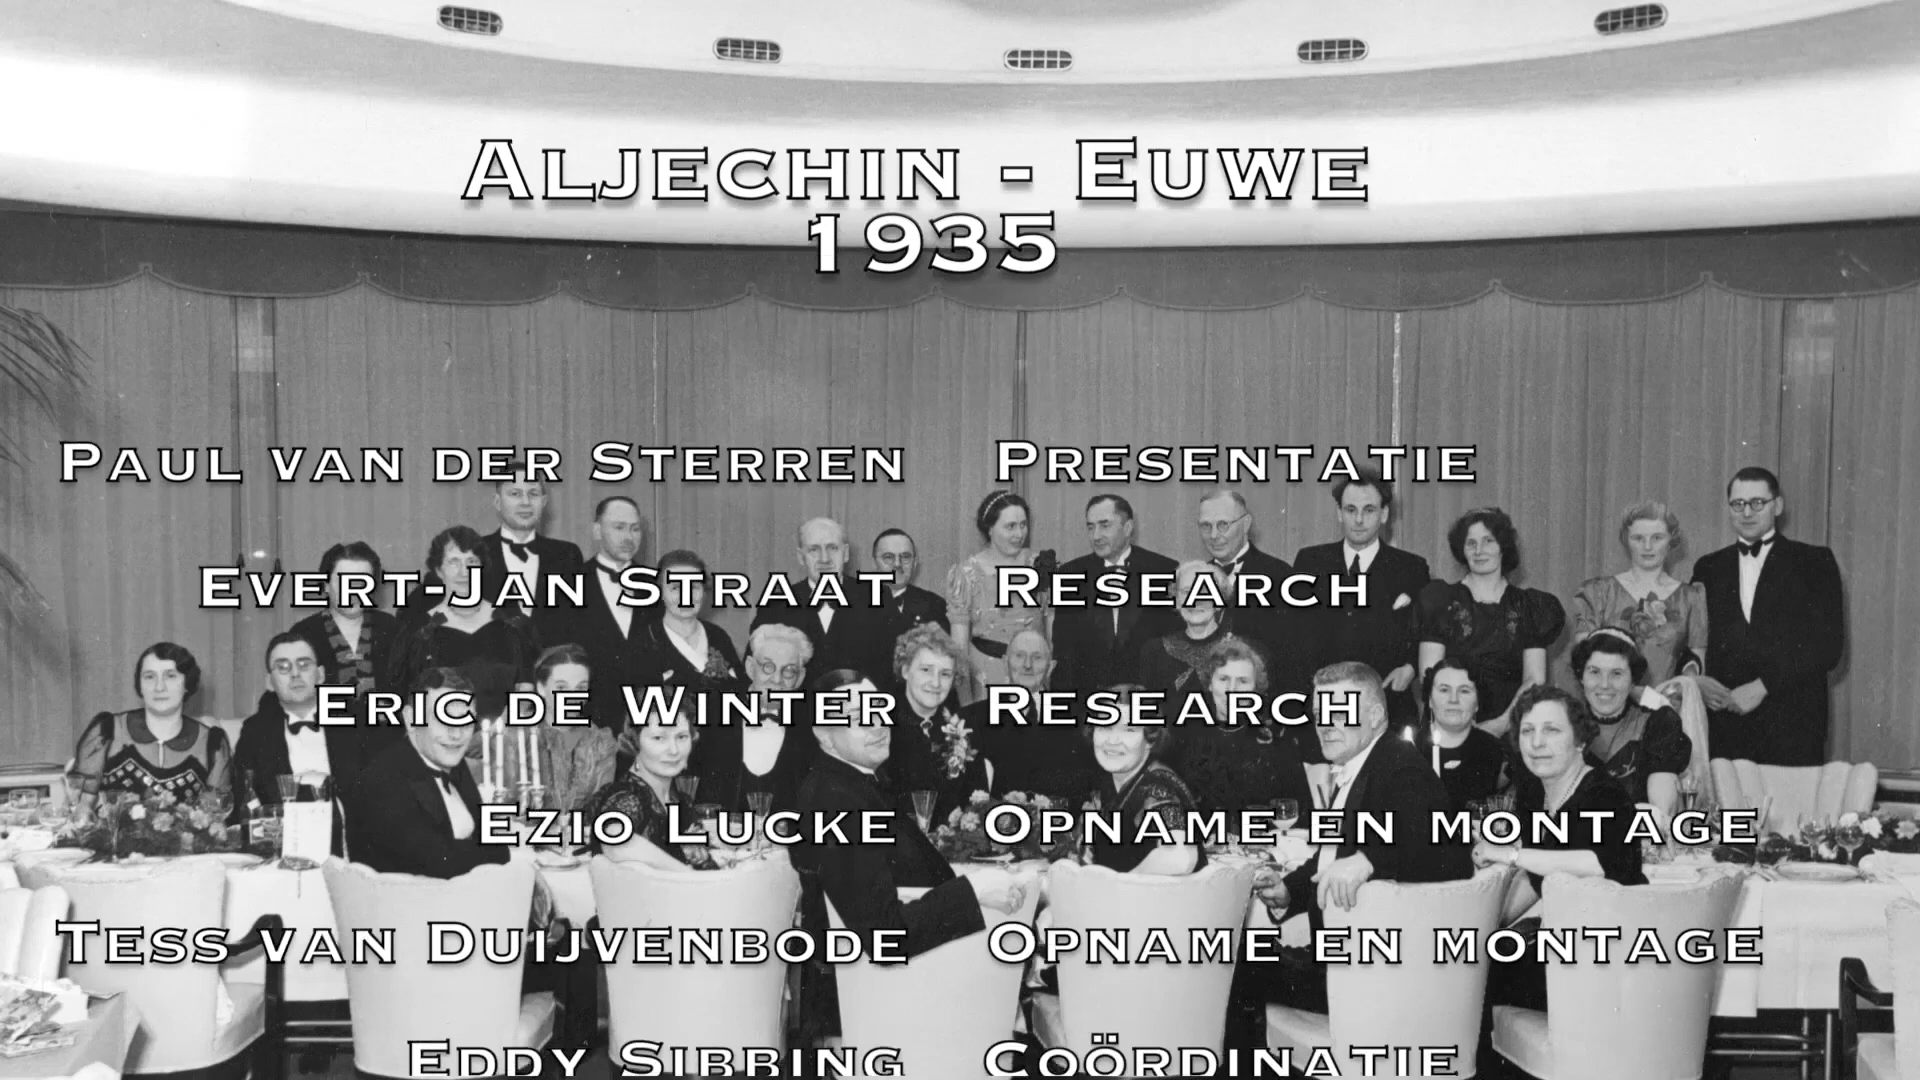 Aljechin - Euwe
1935
Paul van der Sterren Presentatie
Evert-Jan Straat Research
Eric de Winter Research
Ezio Lucke Opname en montage
Tess van Duijvenbode Opname en montage
Eddy Sibbing Coördinatie